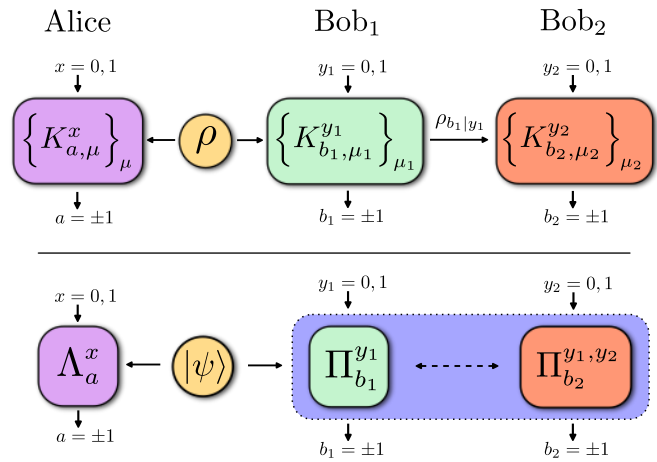 Alice Bob₁ Bob₂
x = 0, 1 y₁ = 0, 1 y₂ = 0, 1
{K^x_{a,μ}}_μ ρ {K^{y₁}_{b₁,μ₁}}_{μ₁} ρ_{b₁|y₁} {K^{y₂}_{b₂,μ₂}}_{μ₂}
a = ±1 b₁ = ±1 b₂ = ±1
x = 0, 1 y₁ = 0, 1 y₂ = 0, 1
Λ^x_a |ψ⟩ Π^{y₁}_{b₁} Π^{y₁,y₂}_{b₂}
a = ±1 b₁ = ±1 b₂ = ±1